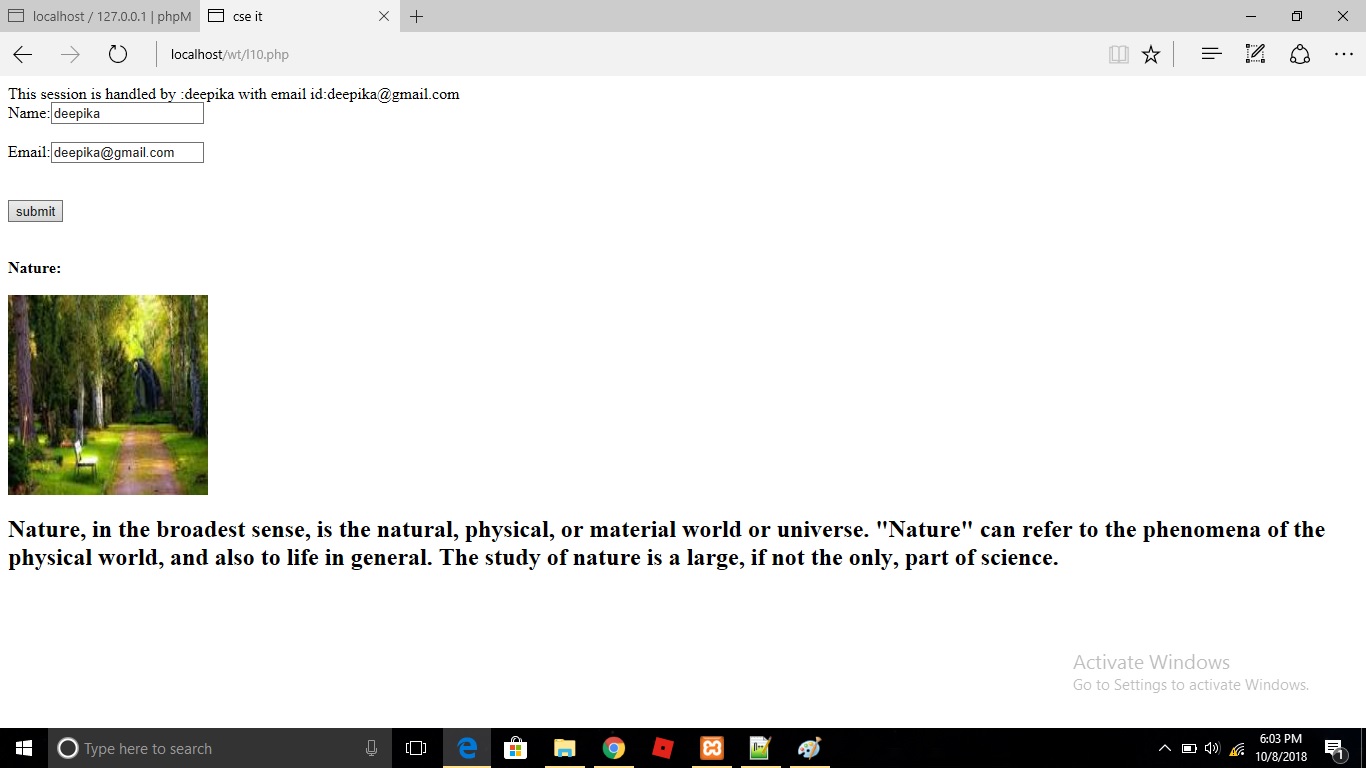 localhost / 127.0.0.1 | phpM
cse it
localhost/wt/l10.php
This session is handled by :deepika with email id:deepika@gmail.com
Name: deepika
Email: deepika@gmail.com
submit
Nature:
Nature, in the broadest sense, is the natural, physical, or material world or universe. "Nature" can refer to the phenomena of the
physical world, and also to life in general. The study of nature is a large, if not the only, part of science.
Activate Windows
Go to Settings to activate Windows.
Type here to search
6:03 PM
10/8/2018
1